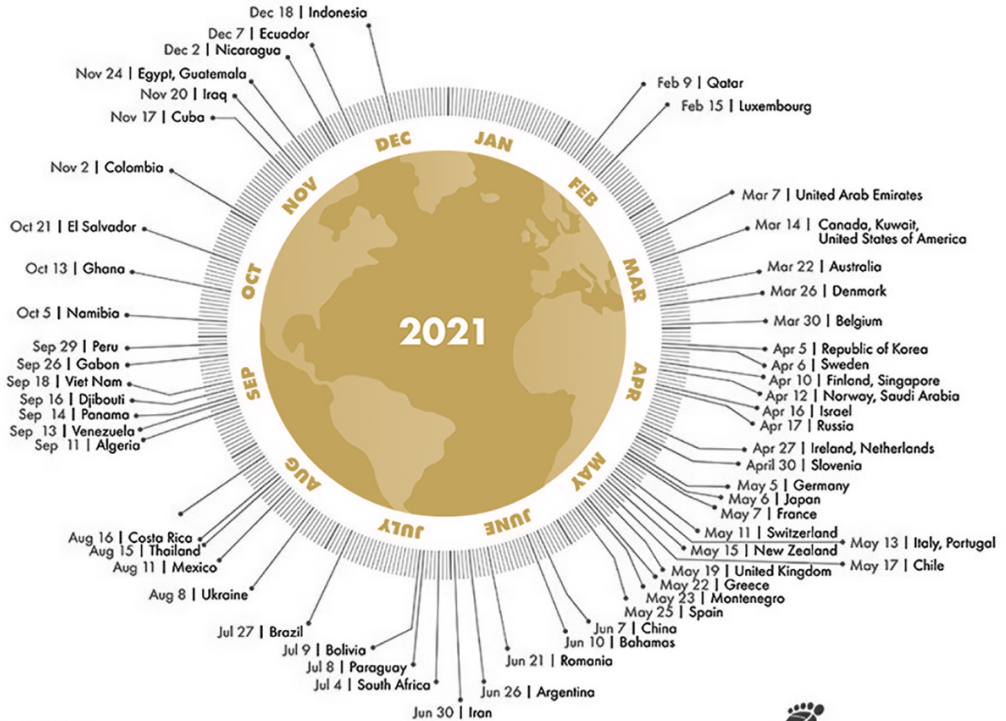 Dec 18 | Indonesia
Dec 7 | Ecuador
Dec 2 | Nicaragua
Nov 24 | Egypt, Guatemala
Nov 20 | Iraq
Nov 17 | Cuba
Nov 2 | Colombia
Oct 21 | El Salvador
Oct 13 | Ghana
Oct 5 | Namibia
Sep 29 | Peru
Sep 26 | Gabon
Sep 18 | Viet Nam
Sep 16 | Djibouti
Sep 14 | Panama
Sep 13 | Venezuela
Sep 11 | Algeria
Aug 16 | Costa Rica
Aug 15 | Thailand
Aug 11 | Mexico
Aug 8 | Ukraine
Jul 27 | Brazil
Jul 9 | Bolivia
Jul 8 | Paraguay
Jul 4 | South Africa
Jun 30 | Iran
DEC
JAN
NOV
FEB
OCT
MAR
2021
SEP
APR
AUG
MAY
JULY
JUNE
Feb 9 | Qatar
Feb 15 | Luxembourg
Mar 7 | United Arab Emirates
Mar 14 | Canada, Kuwait,
United States of America
Mar 22 | Australia
Mar 26 | Denmark
Mar 30 | Belgium
Apr 5 | Republic of Korea
Apr 6 | Sweden
Apr 10 | Finland, Singapore
Apr 12 | Norway, Saudi Arabia
Apr 16 | Israel
Apr 17 | Russia
Apr 27 | Ireland, Netherlands
April 30 | Slovenia
May 5 | Germany
May 6 | Japan
May 7 | France
May 11 | Switzerland
May 13 | Italy, Portugal
May 15 | New Zealand
May 17 | Chile
May 19 | United Kingdom
May 22 | Greece
May 23 | Montenegro
May 25 | Spain
Jun 7 | China
Jun 10 | Bahamas
Jun 21 | Romania
Jun 26 | Argentina